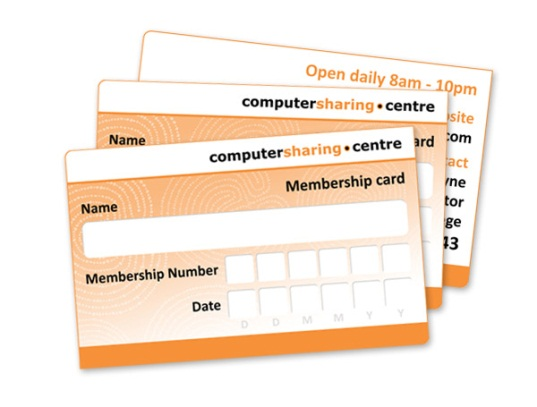 Open daily 8am - 10pm
computersharing•centre
Name
computersharing•centre
Membership card
Name
Membership Number
Date
D D M M Y Y